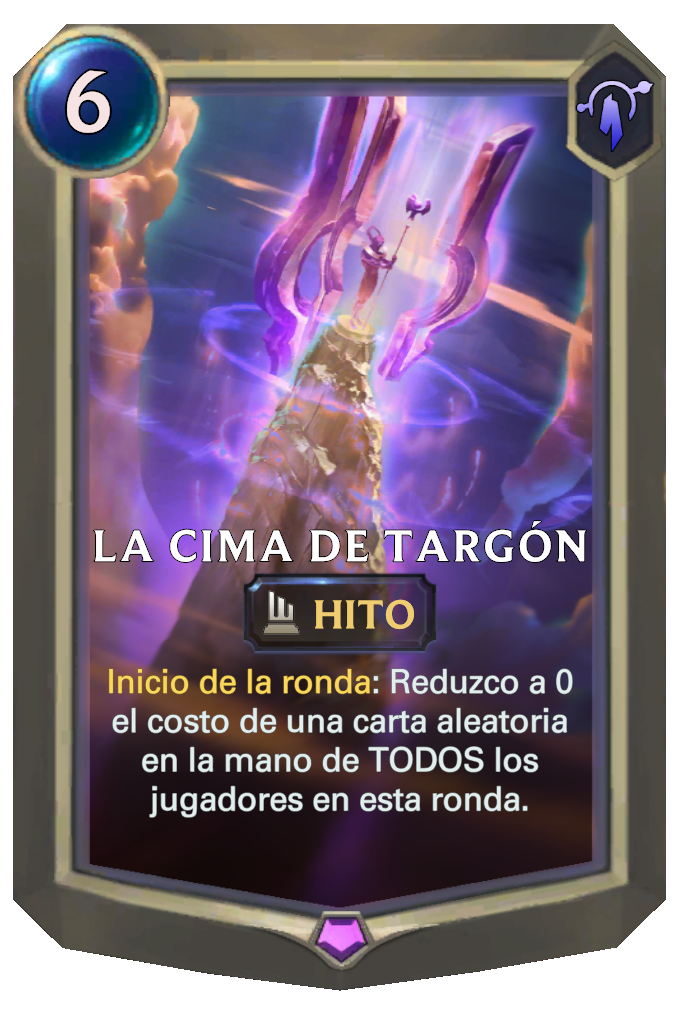 6
LA CIMA DE TARGÓN
HITO
Inicio de la ronda: Reduzco a 0
el costo de una carta aleatoria
en la mano de TODOS los
jugadores en esta ronda.